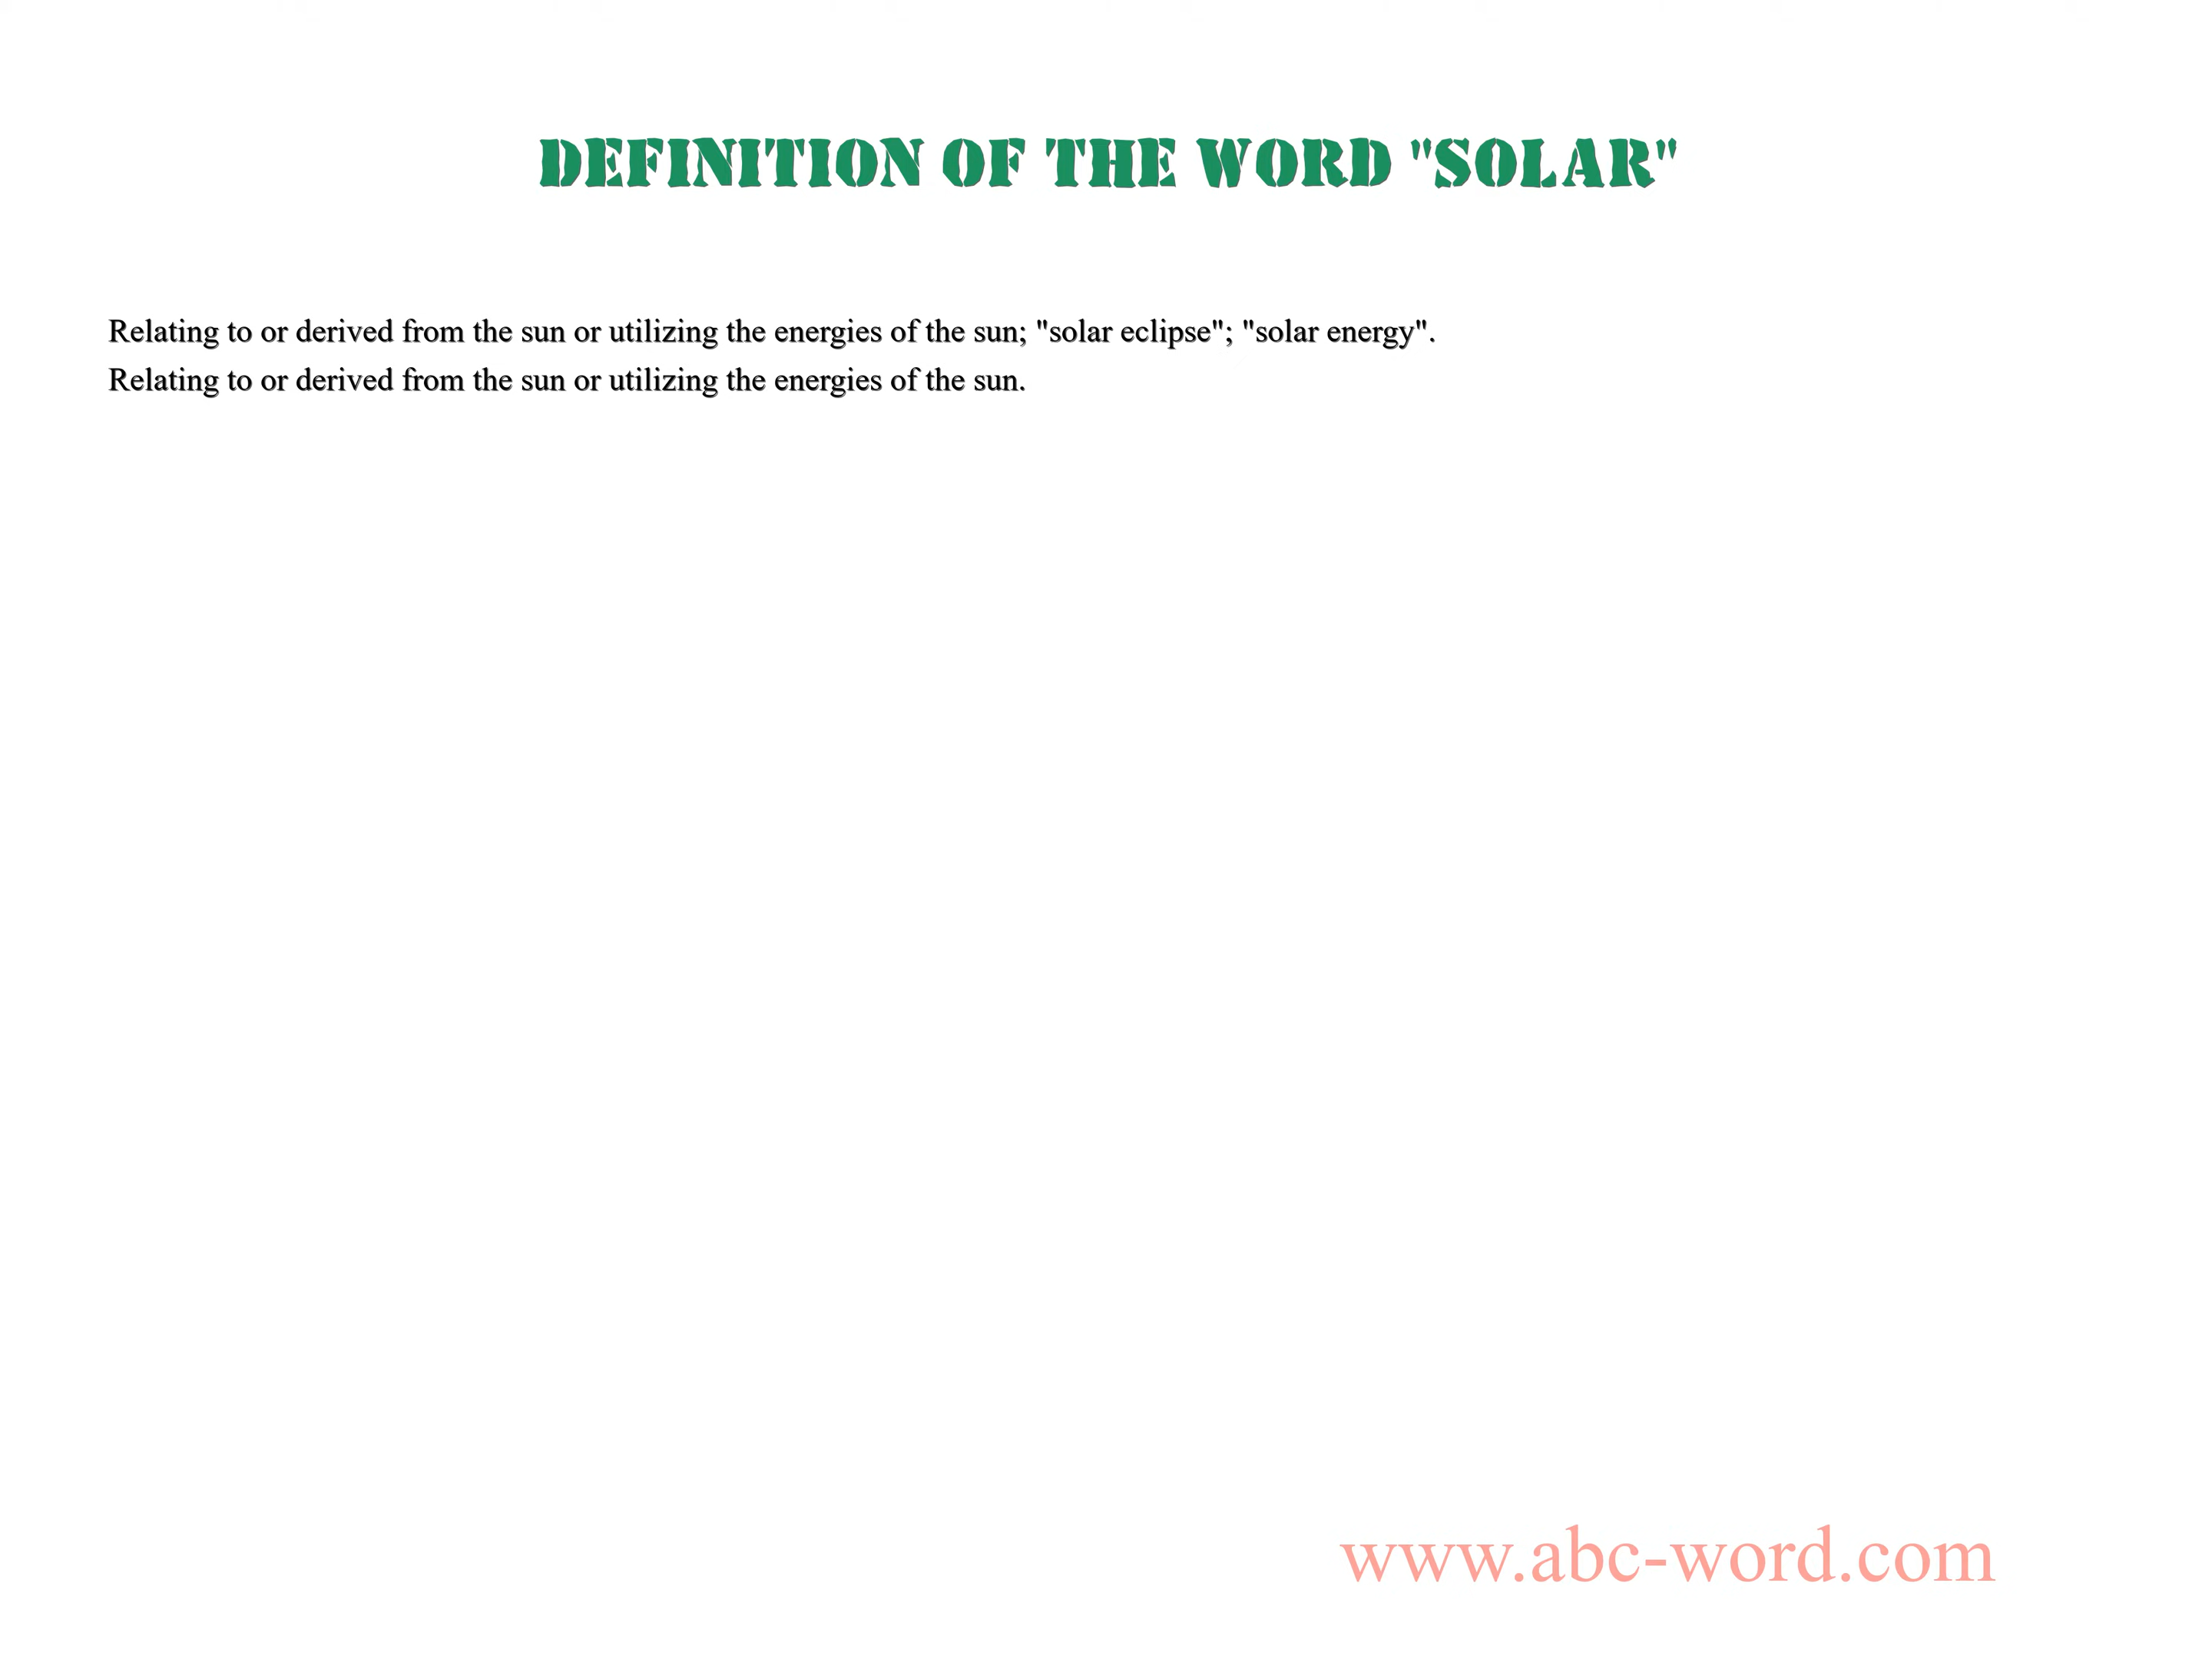 DEFINITION OF THE WORD "SOLAR"
Relating to or derived from the sun or utilizing the energies of the sun; "solar eclipse"; "solar energy".
Relating to or derived from the sun or utilizing the energies of the sun.
www.abc-word.com